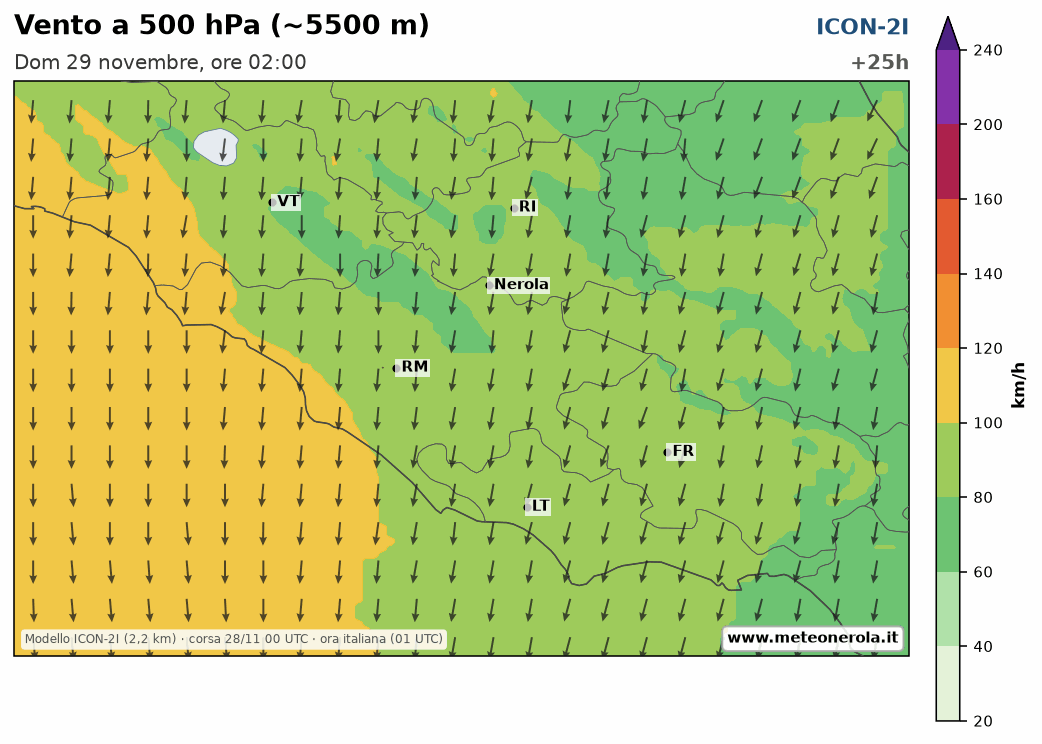 Vento a 500 hPa (~5500 m)
ICON-2I
Dom 29 novembre, ore 02:00
+25h
VT
RI
Nerola
RM
FR
LT
Modello ICON-2I (2,2 km) · corsa 28/11 00 UTC · ora italiana (01 UTC)
www.meteonerola.it
240
200
160
140
120
100
80
60
40
20
km/h